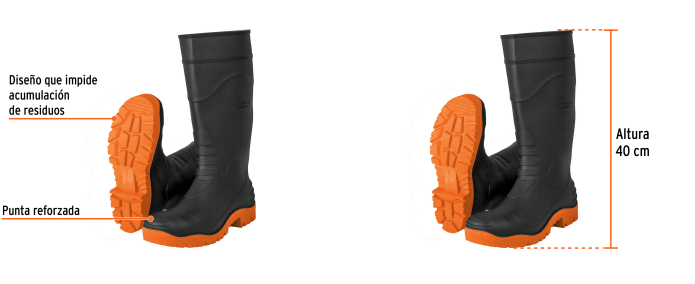 Diseño que impide
acumulación
de residuos
Punta reforzada
Altura
40 cm